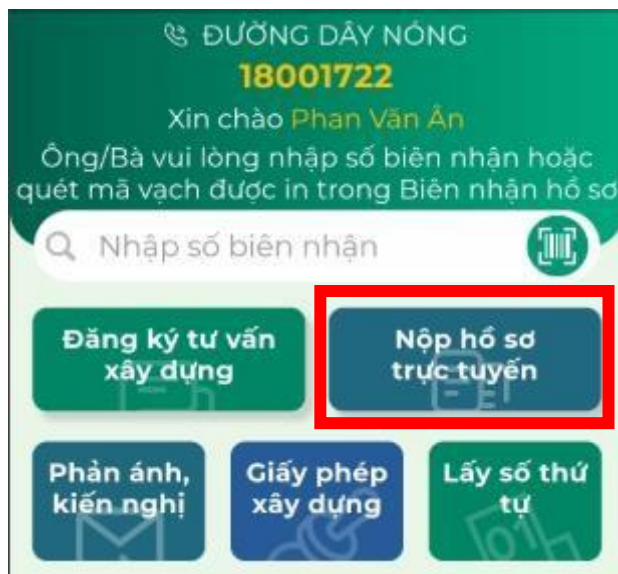 ĐƯỜNG DÂY NÓNG
18001722
Xin chào Phan Văn Ân
Ông/Bà vui lòng nhập số biên nhận hoặc
quét mã vạch được in trong Biên nhận hồ sơ
Nhập số biên nhận
Đăng ký tư vấn
xây dựng
Nộp hồ sơ
trực tuyến
Phản ánh,
kiến nghị
Giấy phép
xây dựng
Lấy số thứ
tự
01